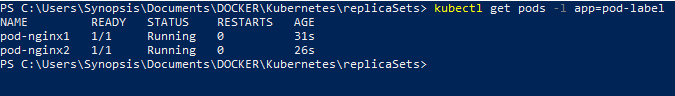 PS C:\Users\Synopsis\Documents\DOCKER\Kubernetes\replicaSets> kubectl get pods -l app=pod-label
NAME READY STATUS RESTARTS AGE
pod-nginx1 1/1 Running 0 31s
pod-nginx2 1/1 Running 0 26s
PS C:\Users\Synopsis\Documents\DOCKER\Kubernetes\replicaSets>